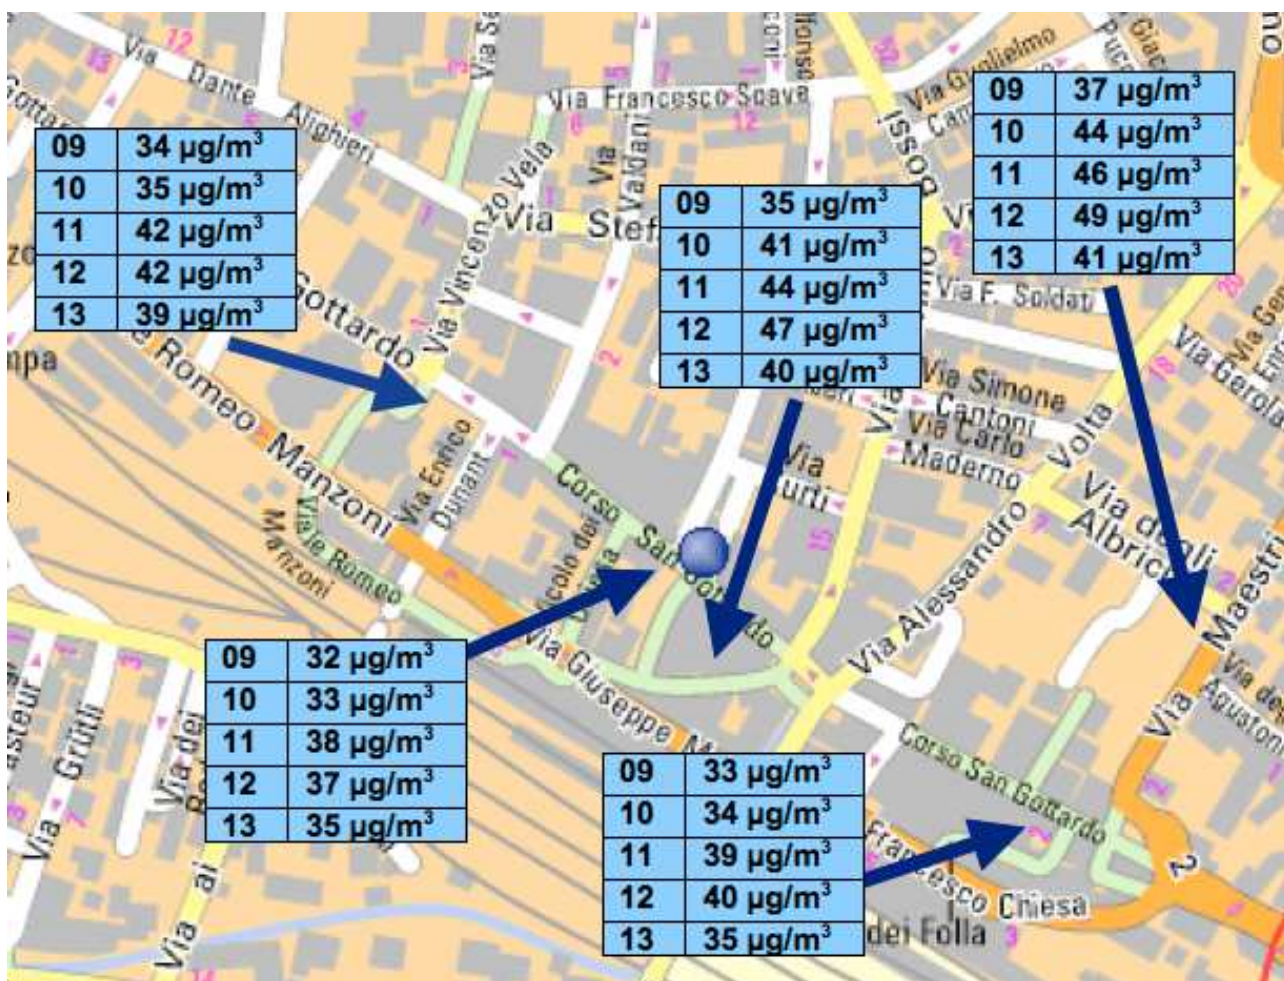 12
13
Via Dante
Alighieri
Via Francesco Soave
Via Guglielmo
Via
Valdani
Via Vincenzo Vela
Bossi
09 37 µg/m³
10 44 µg/m³
11 46 µg/m³
12 49 µg/m³
13 41 µg/m³
09 34 µg/m³
10 35 µg/m³
11 42 µg/m³
12 42 µg/m³
13 39 µg/m³
09 35 µg/m³
10 41 µg/m³
11 44 µg/m³
12 47 µg/m³
13 40 µg/m³
Via F. Soldati
Gottardo
Romeo Manzoni
Via Simone
Cantoni
Via Carlo
Maderno
Volta
Via Enrico
Dunant
Via
Corso San
Via degli
Viale Romeo
Manzoni
Via Alessandro
Maestri
Via
09 32 µg/m³
10 33 µg/m³
11 38 µg/m³
12 37 µg/m³
13 35 µg/m³
Via Giuseppe
Via Grütli
Via dei
Corso San Gottardo
09 33 µg/m³
10 34 µg/m³
11 39 µg/m³
12 40 µg/m³
13 35 µg/m³
Francesco Chiesa
dei Folla
3
2
Via ai